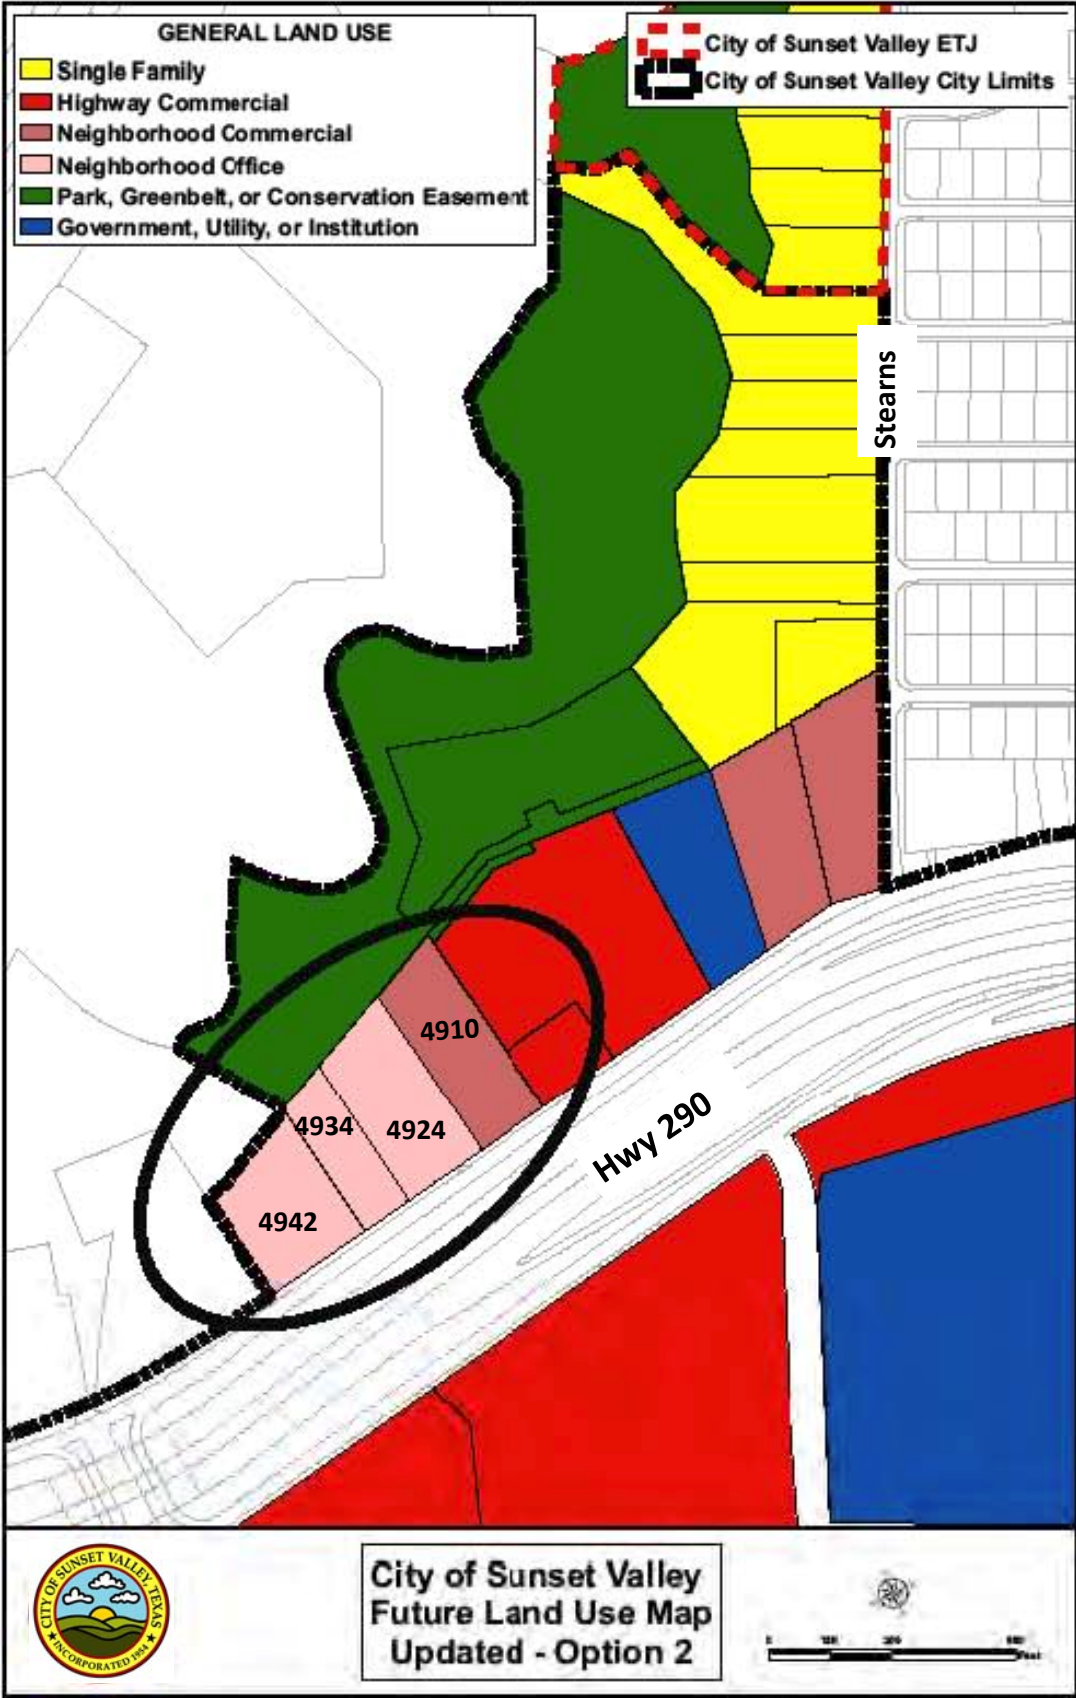 GENERAL LAND USE
Single Family
Highway Commercial
Neighborhood Commercial
Neighborhood Office
Park, Greenbelt, or Conservation Easement
Government, Utility, or Institution
City of Sunset Valley ETJ
City of Sunset Valley City Limits
Stearns
4910
4934
4924
4942
Hwy 290
CITY OF SUNSET VALLEY, TEXAS
★ INCORPORATED 1954 ★
City of Sunset Valley
Future Land Use Map
Updated - Option 2
0
Feet